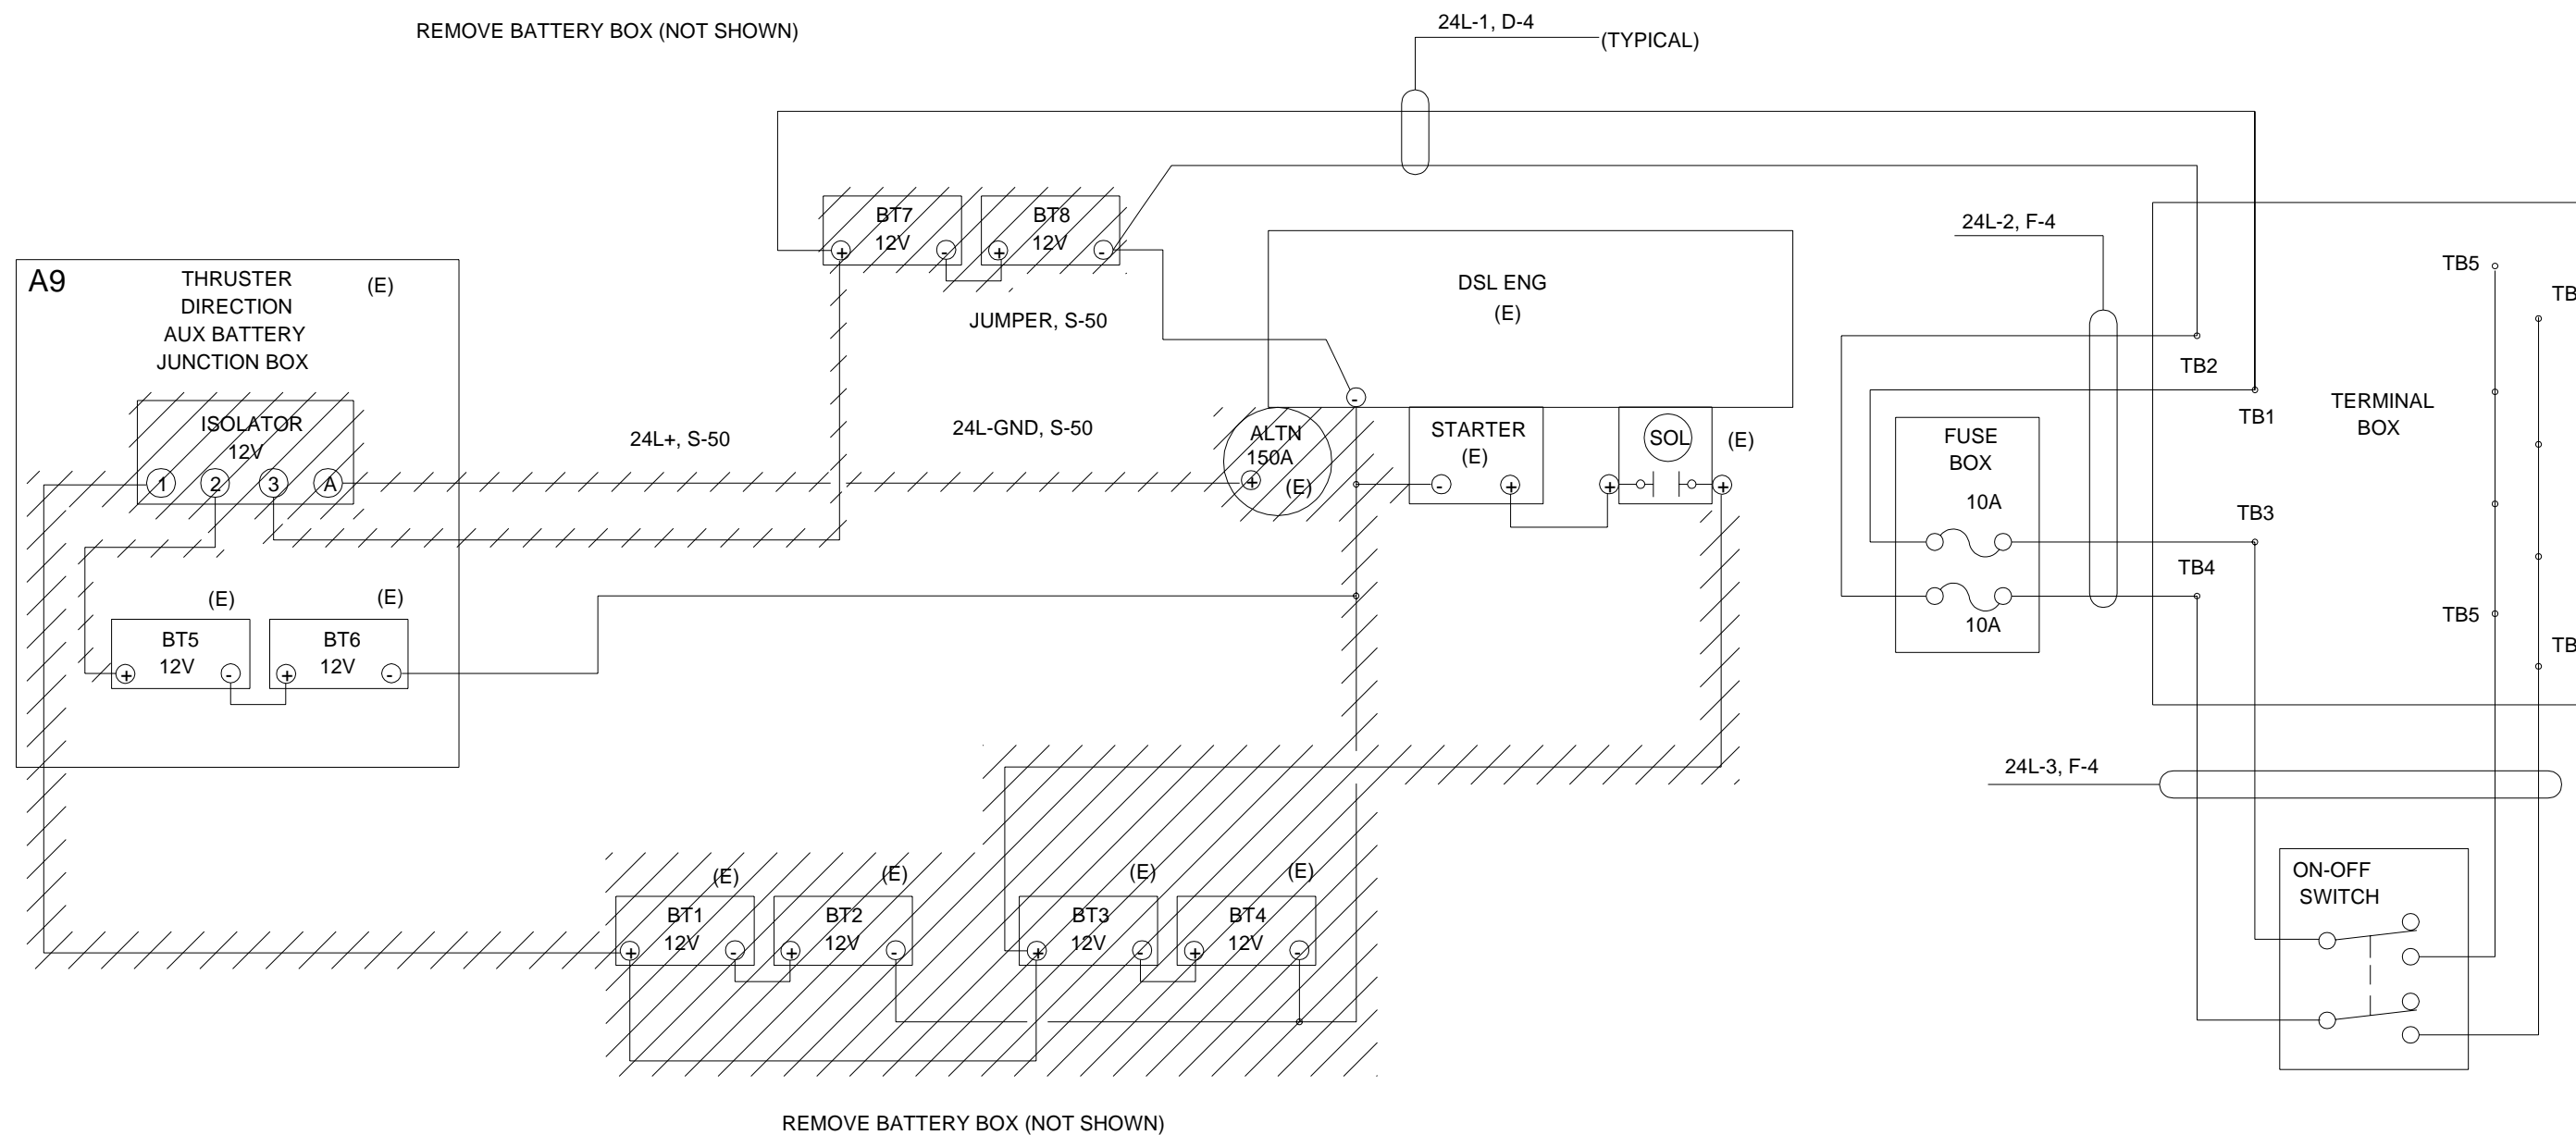 REMOVE BATTERY BOX (NOT SHOWN)
24L-1, D-4
(TYPICAL)
BT7
12V
+
-
BT8
12V
+
-
JUMPER, S-50
24L-2, F-4
A9
THRUSTER
DIRECTION
AUX BATTERY
JUNCTION BOX
(E)
DSL ENG
(E)
-
TB5
TB
TB2
TB1
TERMINAL
BOX
ISOLATOR
12V
1
2
3
A
24L+, S-50
24L-GND, S-50
ALTN
150A
+
(E)
STARTER
(E)
-
+
SOL
(E)
+
+
FUSE
BOX
10A
10A
TB3
TB4
TB5
TB
(E)
BT5
12V
+
-
(E)
BT6
12V
+
-
24L-3, F-4
(E)
BT1
12V
+
-
(E)
BT2
12V
+
-
(E)
BT3
12V
+
-
(E)
BT4
12V
+
-
ON-OFF
SWITCH
REMOVE BATTERY BOX (NOT SHOWN)